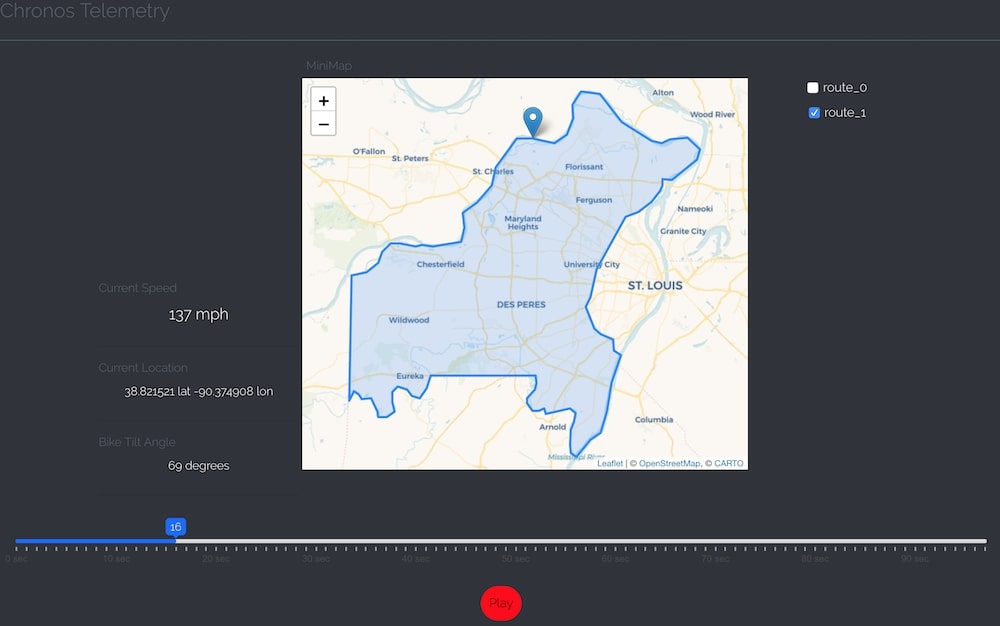 Chronos Telemetry
MiniMap
+
−
route_0
route_1
Alton
Wood River
O'Fallon
St. Peters
St. Charles
Florissant
Ferguson
Nameoki
Maryland
Heights
Granite City
Chesterfield
University City
ST. LOUIS
DES PERES
Wildwood
Eureka
Arnold
Columbia
Leaflet | © OpenStreetMap, © CARTO
Current Speed
137 mph
Current Location
38.821521 lat -90.374908 lon
Bike Tilt Angle
69 degrees
16
0 sec
10 sec
20 sec
30 sec
40 sec
50 sec
60 sec
70 sec
80 sec
90 sec
Play